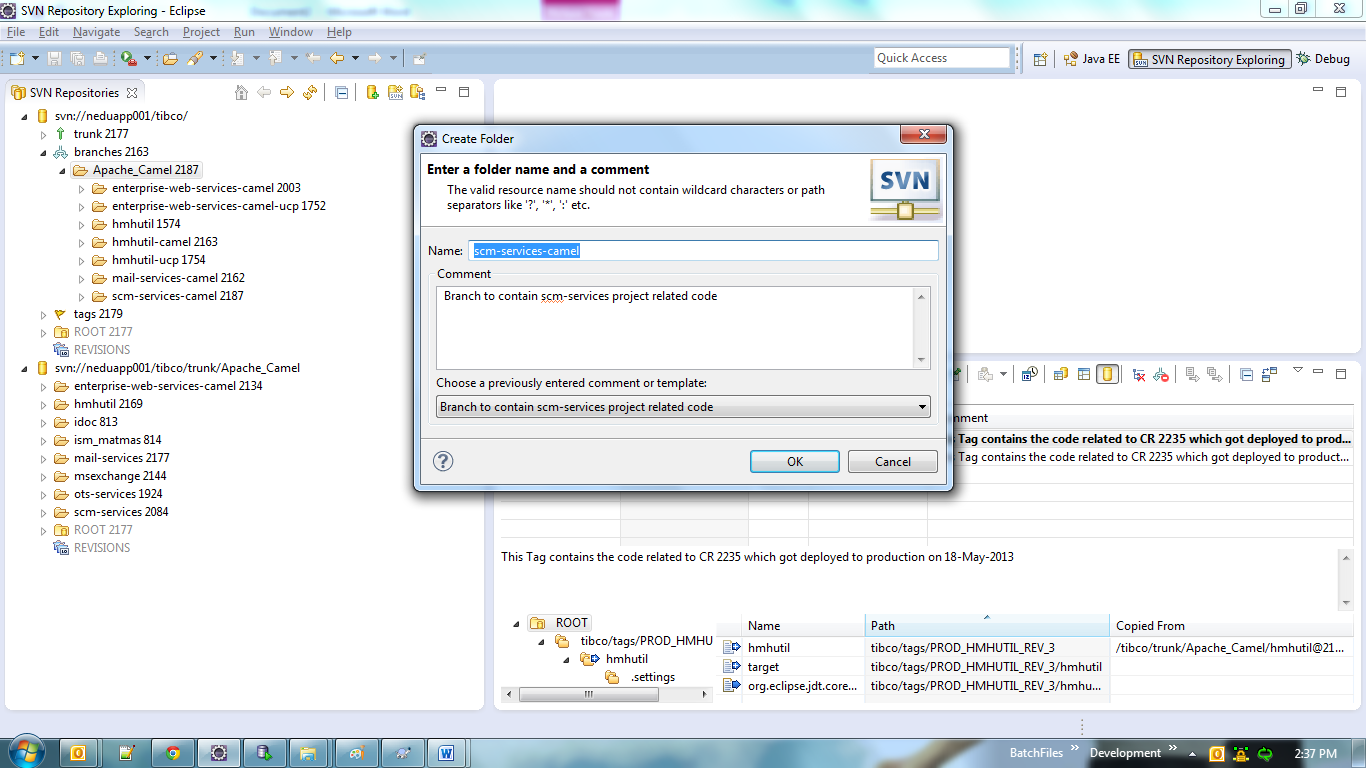 SVN Repository Exploring - Eclipse
File Edit Navigate Search Project Run Window Help
Quick Access
Java EE
SVN Repository Exploring
Debug
SVN Repositories
svn://neduapp001/tibco/
trunk 2177
branches 2163
Apache_Camel 2187
enterprise-web-services-camel 2003
enterprise-web-services-camel-ucp 1752
hmhutil 1574
hmhutil-camel 2163
hmhutil-ucp 1754
mail-services-camel 2162
scm-services-camel 2187
tags 2179
ROOT 2177
REVISIONS
svn://neduapp001/tibco/trunk/Apache_Camel
enterprise-web-services-camel 2134
hmhutil 2169
idoc 813
ism_matmas 814
mail-services 2177
msexchange 2144
ots-services 1924
scm-services 2084
ROOT 2177
REVISIONS
Create Folder
Enter a folder name and a comment
The valid resource name should not contain wildcard characters or path
separators like '?', '*', ':' etc.
SVN
Name: scm-services-camel
Comment
Branch to contain scm-services project related code
Choose a previously entered comment or template:
Branch to contain scm-services project related code
OK
Cancel
mment
Tag contains the code related to CR 2235 which got deployed to prod...
Tag contains the code related to CR 2235 which got deployed to product...
This Tag contains the code related to CR 2235 which got deployed to production on 18-May-2013
ROOT
tibco/tags/PROD_HMHU
hmhutil
.settings
Name Path Copied From
hmhutil tibco/tags/PROD_HMHUTIL_REV_3 /tibco/trunk/Apache_Camel/hmhutil@21...
target tibco/tags/PROD_HMHUTIL_REV_3/hmhutil
org.eclipse.jdt.core... tibco/tags/PROD_HMHUTIL_REV_3/hmhu...
BatchFiles » Development » 2:37 PM